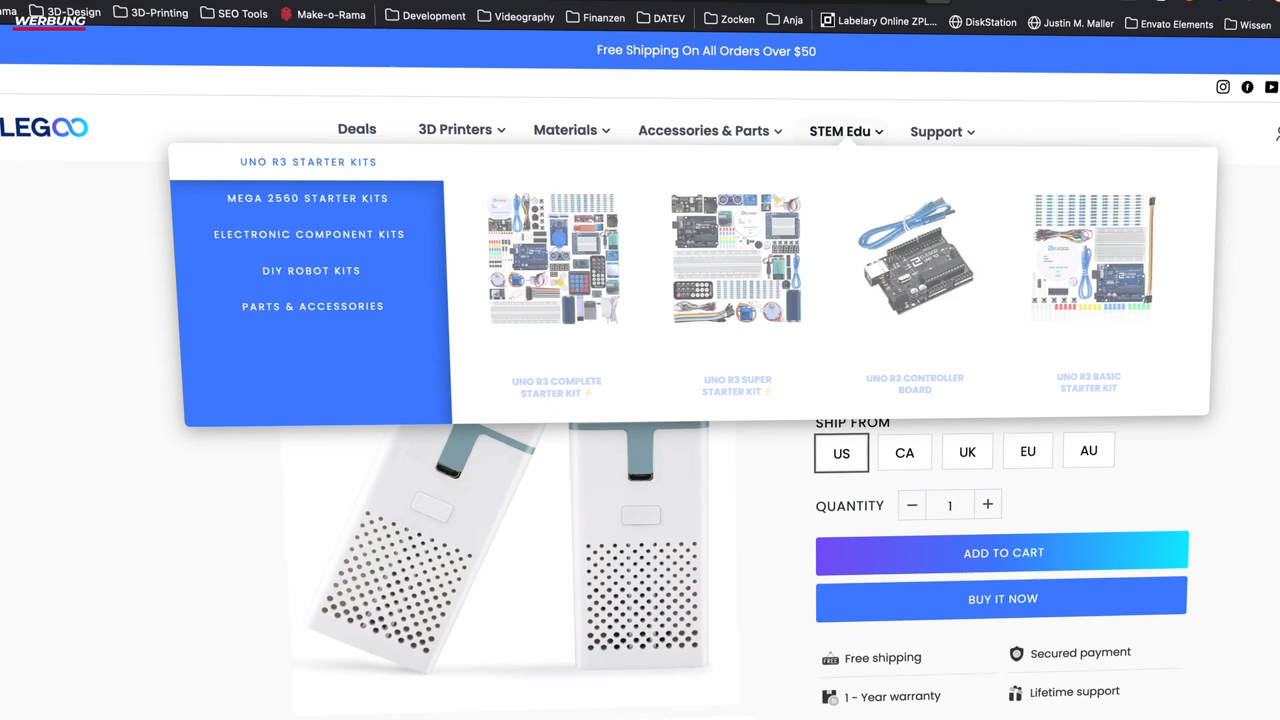 ma 3D-Design 3D-Printing SEO Tools Make-o-Rama Development Videography Finanzen DATEV Zocken Anja Labelary Online ZPL... DiskStation Justin M. Maller Envato Elements Wissen
WERBUNG
Free Shipping On All Orders Over $50
LEGOO
Deals 3D Printers Materials Accessories & Parts STEM Edu Support
UNO R3 STARTER KITS
MEGA 2560 STARTER KITS
ELECTRONIC COMPONENT KITS
DIY ROBOT KITS
PARTS & ACCESSORIES
UNO R3 COMPLETE
STARTER KIT⚡
UNO R3 SUPER
STARTER KIT⚡
UNO R3 CONTROLLER
BOARD
UNO R3 BASIC
STARTER KIT
SHIP FROM
US CA UK EU AU
QUANTITY − 1 +
ADD TO CART
BUY IT NOW
FREE Free shipping
Secured payment
1 - Year warranty
Lifetime support